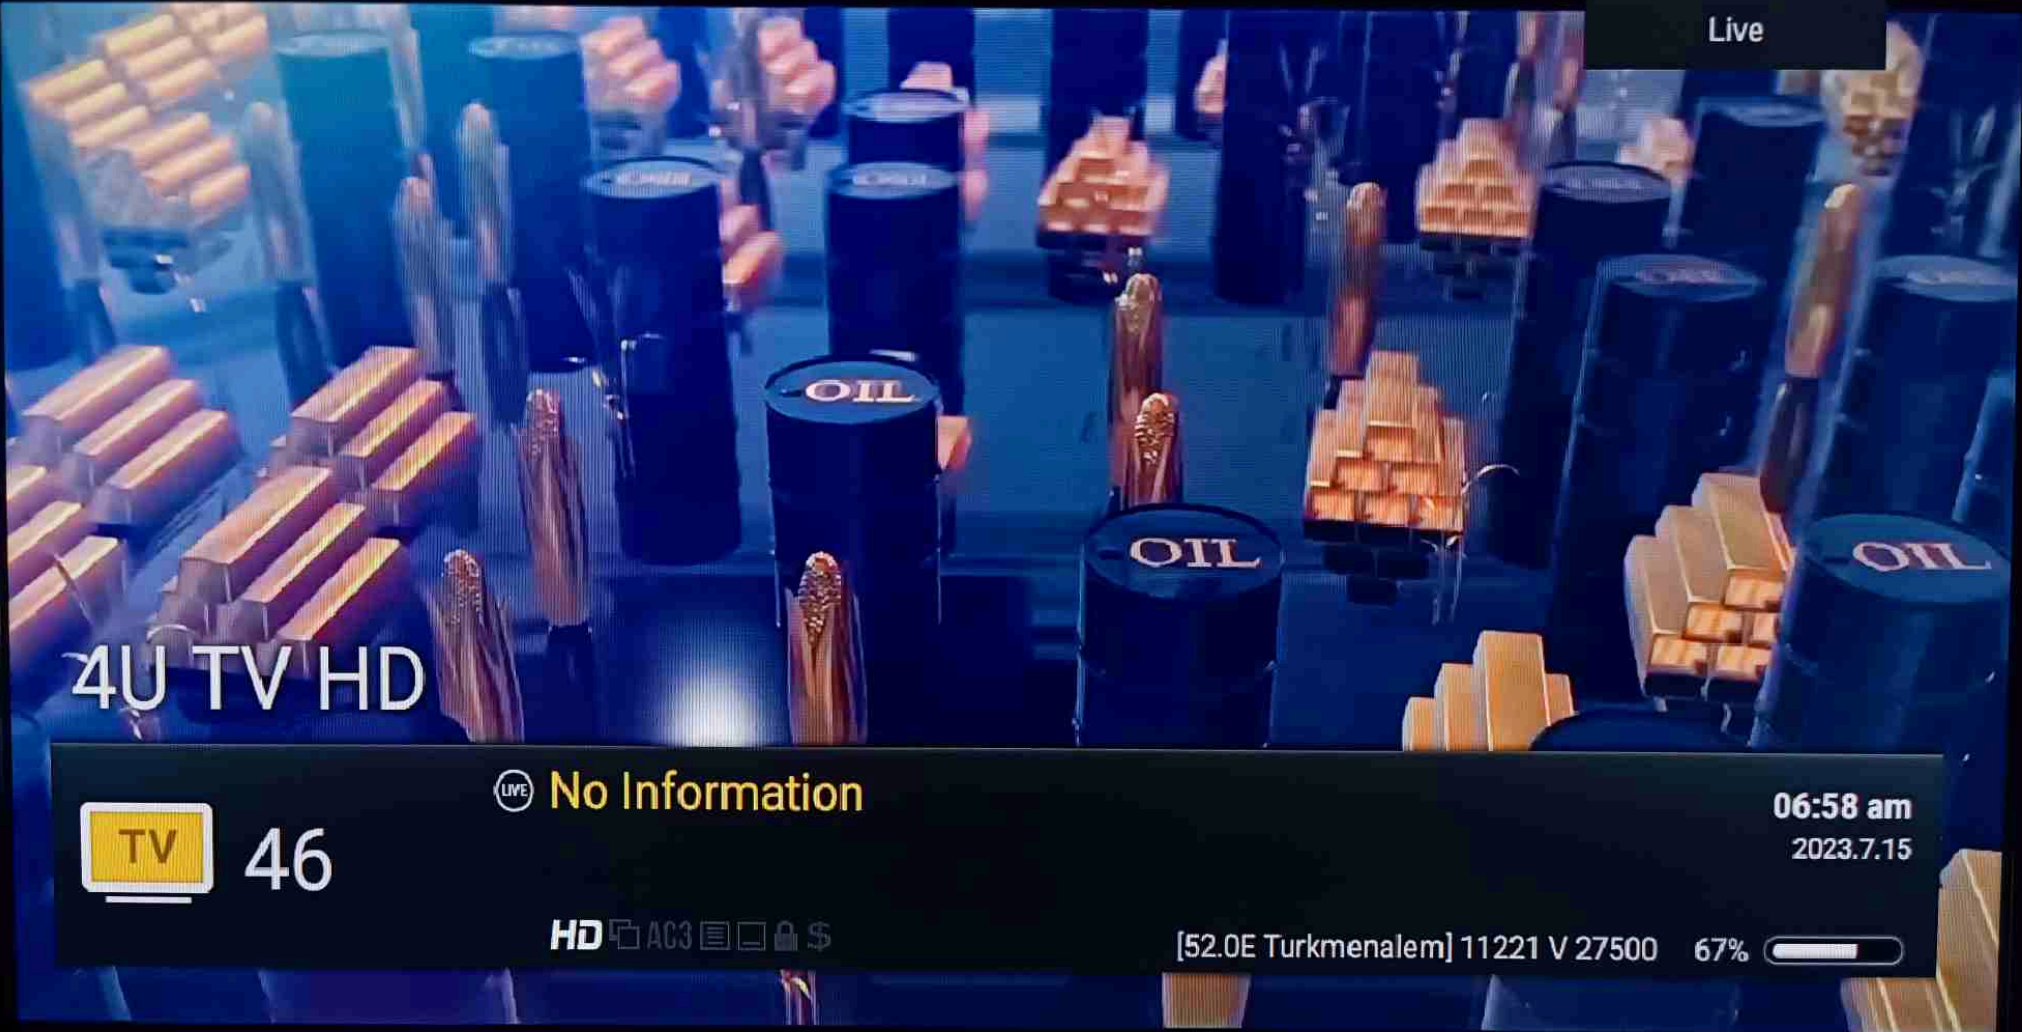 Live
OIL
OIL
OIL
4U TV HD
LIVE No Information
TV 46
06:58 am
2023.7.15
HD AC3 $
[52.0E Turkmenalem] 11221 V 27500 67%